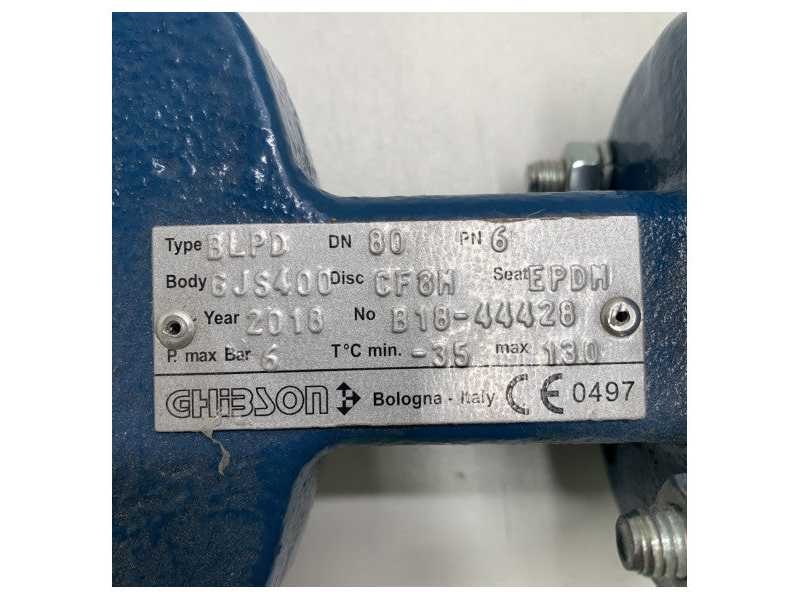 Type BLPD DN 80 PN 6
Body GJS400 Disc CF8M Seat EPDM
Year 2018 No B18-44428
P. max Bar 6 T°C min. -35 max 130
GHIBSON Bologna - Italy CE 0497